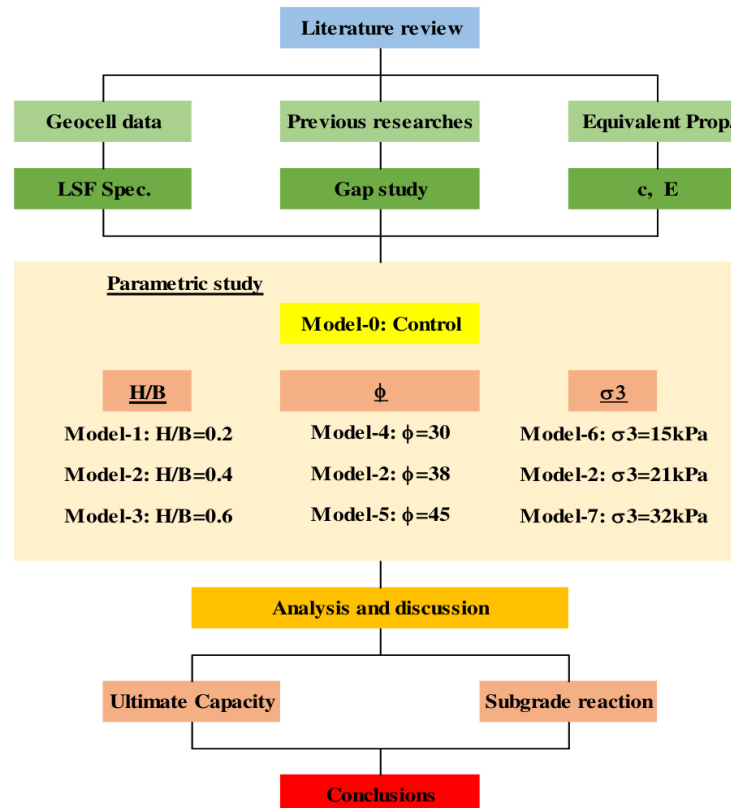 Literature review
Geocell data
Previous researches
Equivalent Prop.
LSF Spec.
Gap study
c, E
Parametric study
Model-0: Control
H/B
ϕ
σ3
Model-1: H/B=0.2
Model-4: ϕ=30
Model-6: σ3=15kPa
Model-2: H/B=0.4
Model-2: ϕ=38
Model-2: σ3=21kPa
Model-3: H/B=0.6
Model-5: ϕ=45
Model-7: σ3=32kPa
Analysis and discussion
Ultimate Capacity
Subgrade reaction
Conclusions